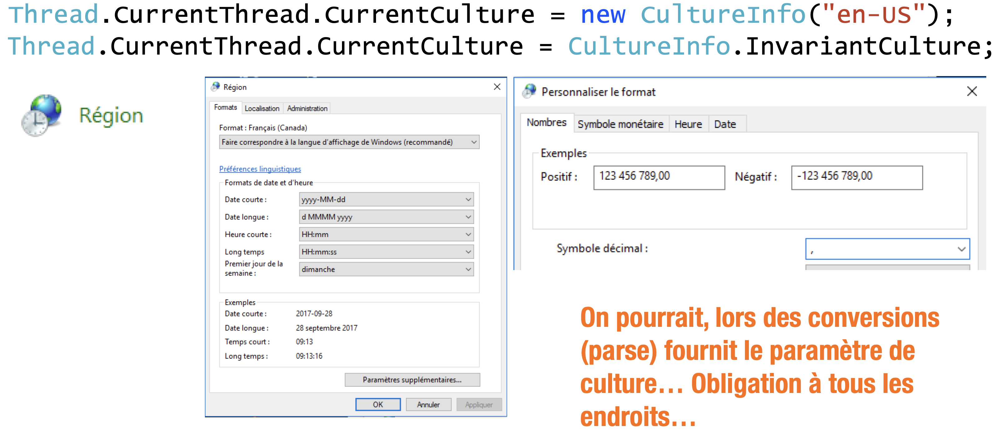 Thread.CurrentThread.CurrentCulture = new CultureInfo("en-US");
Thread.CurrentThread.CurrentCulture = CultureInfo.InvariantCulture;
Région
Région
Formats Localisation Administration
Format : Français (Canada)
Faire correspondre à la langue d'affichage de Windows (recommandé)
Préférences linguistiques
Formats de date et d'heure
Date courte : yyyy-MM-dd
Date longue : d MMMM yyyy
Heure courte : HH:mm
Long temps HH:mm:ss
Premier jour de la
semaine : dimanche
Exemples
Date courte : 2017-09-28
Date longue : 28 septembre 2017
Temps court : 09:13
Long temps : 09:13:16
Paramètres supplémentaires...
OK Annuler Appliquer
Personnaliser le format
Nombres Symbole monétaire Heure Date
Exemples
Positif : 123 456 789,00 Négatif : -123 456 789,00
Symbole décimal : ,
On pourrait, lors des conversions
(parse) fournit le paramètre de
culture… Obligation à tous les
endroits…